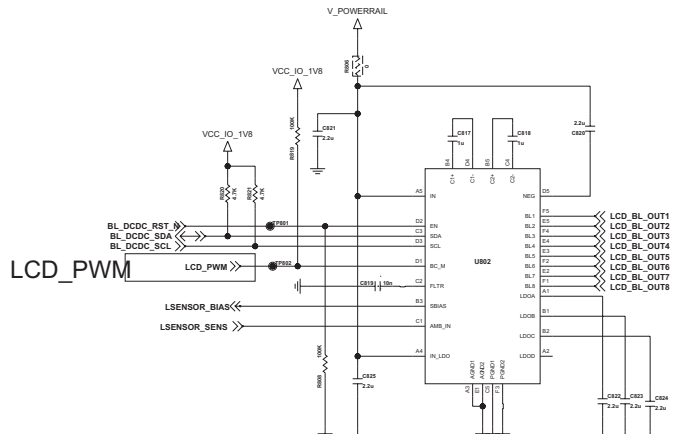 V_POWERRAIL
R806
0
VCC_IO_1V8
100K
R819
C821
2.2u
2.2u
C820
C817
1u
C818
1u
VCC_IO_1V8
R820
4.7K
R821
4.7K
B4
D4
B5
C4
C1+
C1-
C2+
C2-
A5
IN
NEG
D5
BL_DCDC_RST_N
TP801
D2
EN
BL_DCDC_SDA
C3
SDA
BL_DCDC_SCL
D3
SCL
LCD_PWM
LCD_PWM
TP802
D1
BC_M
C819
10n
C2
FLTR
LSENSOR_BIAS
B3
SBIAS
LSENSOR_SENS
C1
AMB_IN
A4
IN_LDO
U802
BL1
F5
LCD_BL_OUT1
BL2
E5
LCD_BL_OUT2
BL3
F4
LCD_BL_OUT3
BL4
E4
LCD_BL_OUT4
BL5
E3
LCD_BL_OUT5
BL6
F2
LCD_BL_OUT6
BL7
E2
LCD_BL_OUT7
BL8
F1
LCD_BL_OUT8
LDOA
A1
LDOB
B1
LDOC
B2
LDOD
A2
100K
R808
C825
2.2u
AGND1
AGND2
PGND1
PGND2
A3
E1
C5
F3
C822
2.2u
C823
2.2u
C824
2.2u